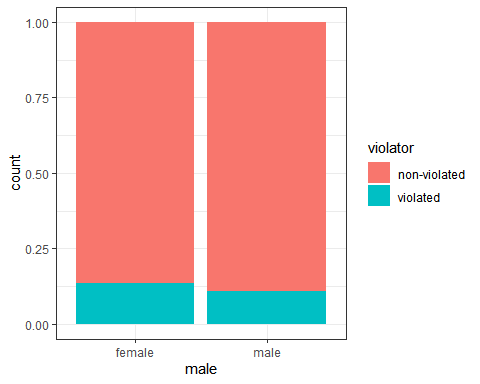 count
1.00
0.75
0.50
0.25
0.00
female
male
male
violator
non-violated
violated